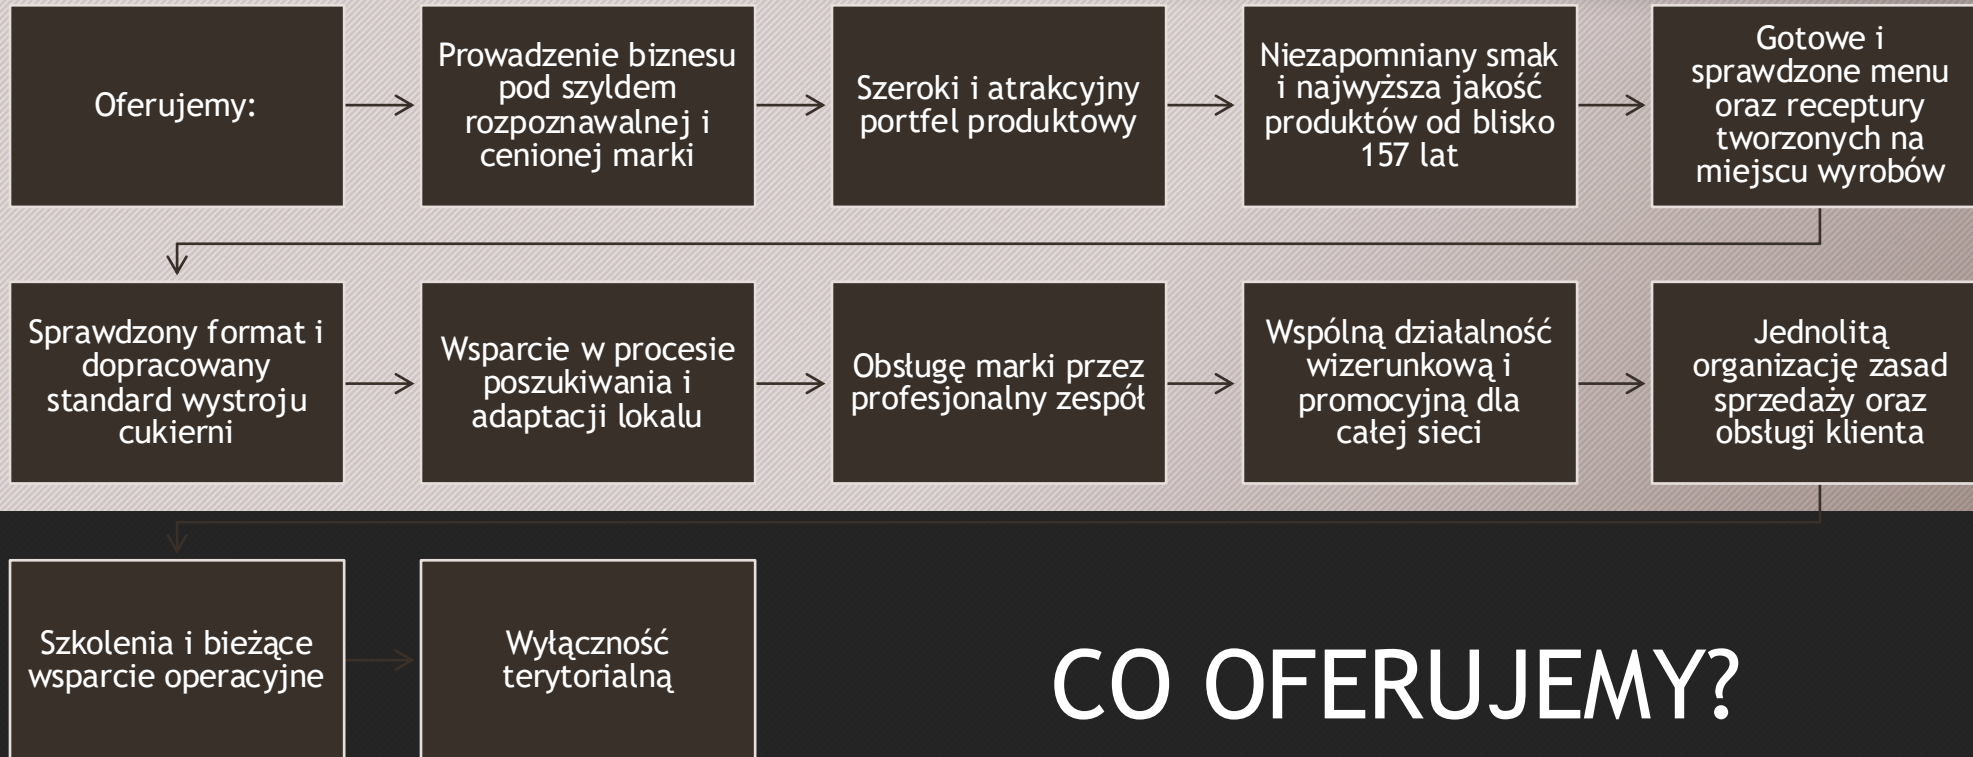 Oferujemy:
Prowadzenie biznesu
pod szyldem
rozpoznawalnej i
cenionej marki
Szeroki i atrakcyjny
portfel produktowy
Niezapomniany smak
i najwyższa jakość
produktów od blisko
157 lat
Gotowe i
sprawdzone menu
oraz receptury
tworzonych na
miejscu wyrobów
Sprawdzony format i
dopracowany
standard wystroju
cukierni
Wsparcie w procesie
poszukiwania i
adaptacji lokalu
Obsługę marki przez
profesjonalny zespół
Wspólną działalność
wizerunkową i
promocyjną dla
całej sieci
Jednolitą
organizację zasad
sprzedaży oraz
obsługi klienta
Szkolenia i bieżące
wsparcie operacyjne
Wyłączność
terytorialną
CO OFERUJEMY?